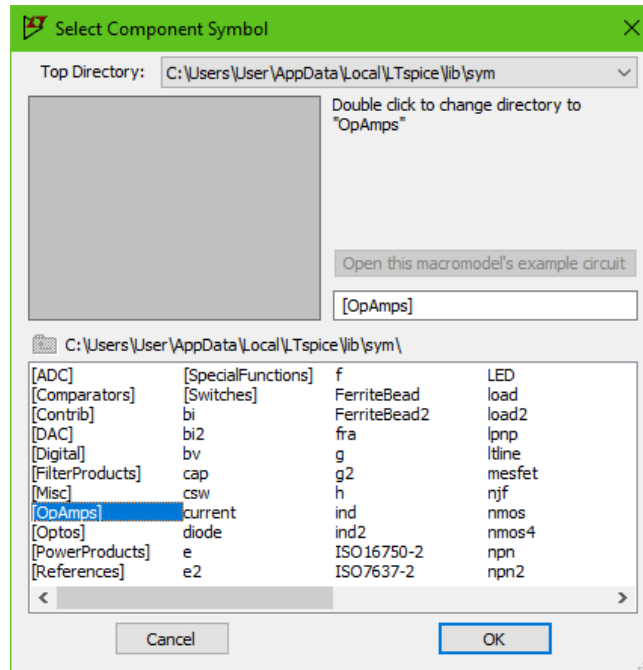 Select Component Symbol
Top Directory: C:\Users\User\AppData\Local\LTspice\lib\sym
Double click to change directory to
"OpAmps"
Open this macromodel's example circuit
[OpAmps]
C:\Users\User\AppData\Local\LTspice\lib\sym\
[ADC] [SpecialFunctions] f LED
[Comparators] [Switches] FerriteBead load
[Contrib] bi FerriteBead2 load2
[DAC] bi2 fra lpnp
[Digital] bv g ltline
[FilterProducts] cap g2 mesfet
[Misc] csw h njf
[OpAmps] current ind nmos
[Optos] diode ind2 nmos4
[PowerProducts] e ISO16750-2 npn
[References] e2 ISO7637-2 npn2
Cancel OK